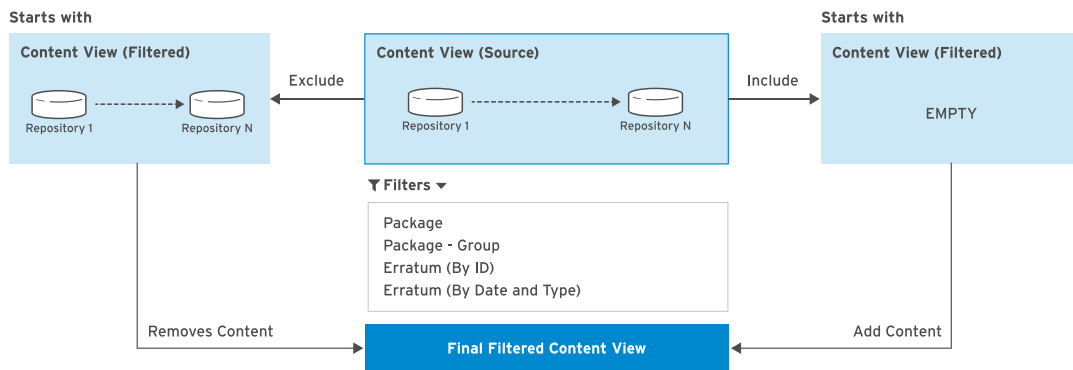 Starts with
Content View (Filtered)
Repository 1
Repository N
Exclude
Content View (Source)
Repository 1
Repository N
Include
Starts with
Content View (Filtered)
EMPTY
Filters
Package
Package - Group
Erratum (By ID)
Erratum (By Date and Type)
Removes Content
Final Filtered Content View
Add Content